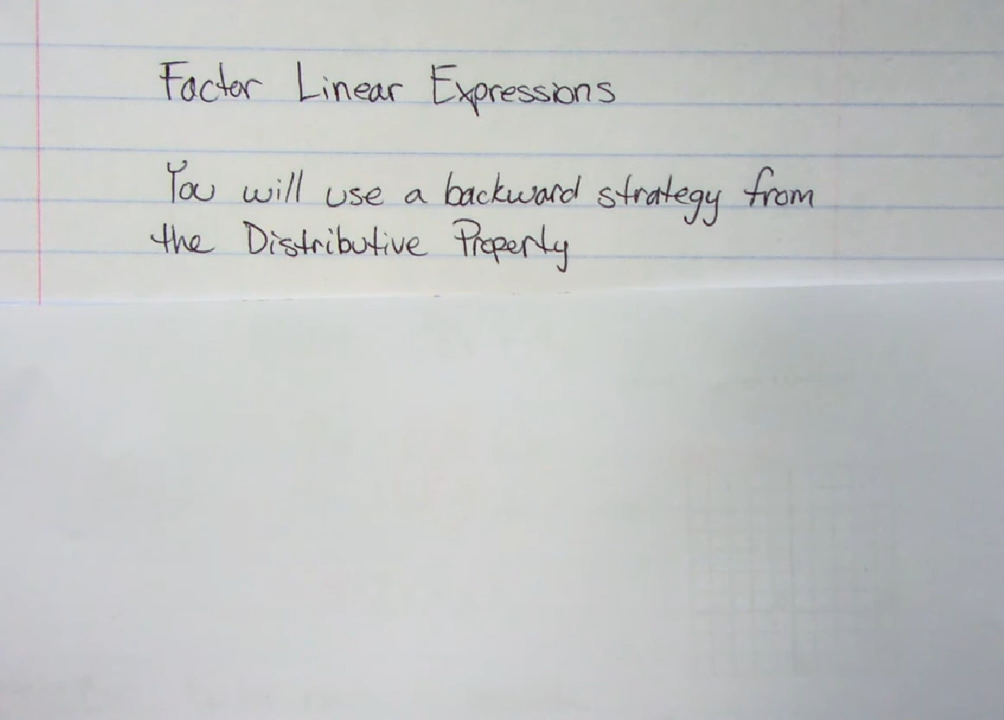 Factor Linear Expressions
You will use a backward strategy from
the Distributive Property